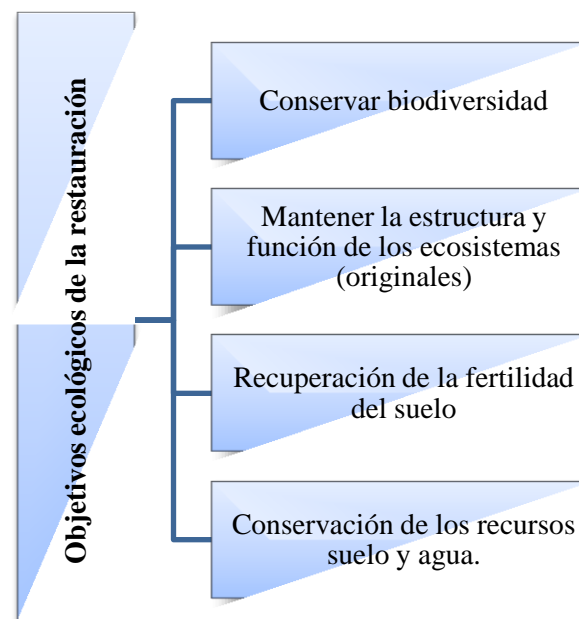 Objetivos ecológicos de la restauración
Conservar biodiversidad
Mantener la estructura y
función de los ecosistemas
(originales)
Recuperación de la fertilidad
del suelo
Conservación de los recursos
suelo y agua.